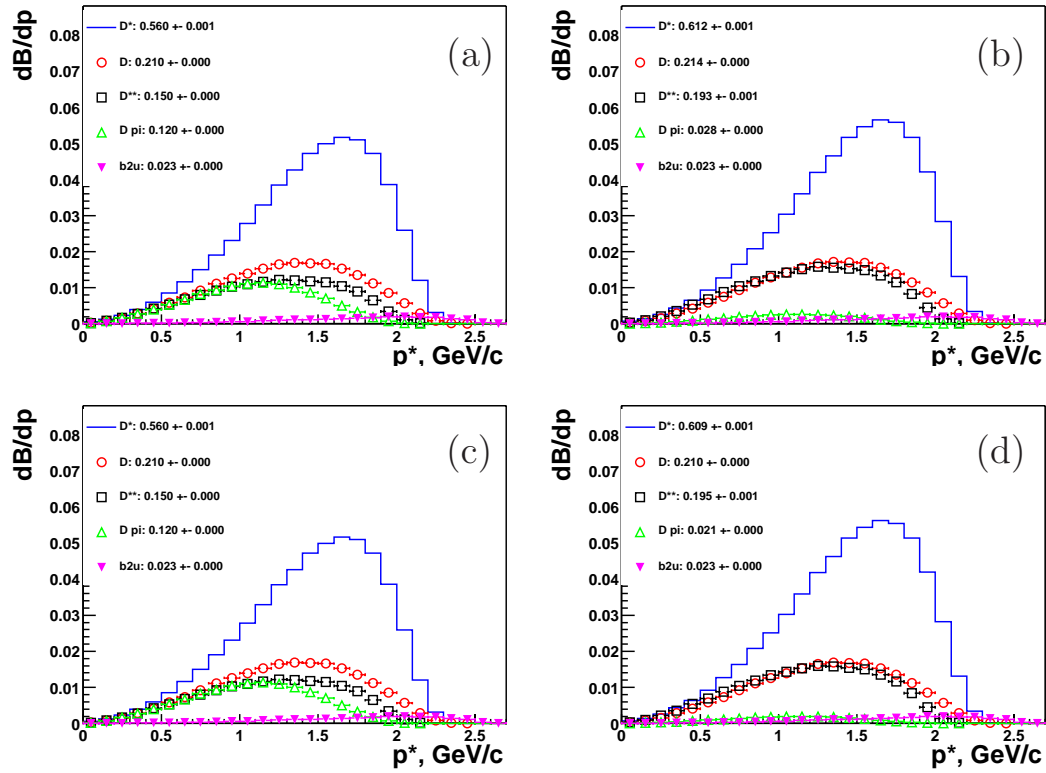 dB/dp
0.08
0.07
0.06
0.05
0.04
0.03
0.02
0.01
0
D*: 0.560 +- 0.001
D: 0.210 +- 0.000
D**: 0.150 +- 0.000
D pi: 0.120 +- 0.000
b2u: 0.023 +- 0.000
(a)
0 0.5 1 1.5 2 2.5
p*, GeV/c
dB/dp
0.08
0.07
0.06
0.05
0.04
0.03
0.02
0.01
0
D*: 0.612 +- 0.001
D: 0.214 +- 0.000
D**: 0.193 +- 0.001
D pi: 0.028 +- 0.000
b2u: 0.023 +- 0.000
(b)
0 0.5 1 1.5 2 2.5
p*, GeV/c
dB/dp
0.08
0.07
0.06
0.05
0.04
0.03
0.02
0.01
0
D*: 0.560 +- 0.001
D: 0.210 +- 0.000
D**: 0.150 +- 0.000
D pi: 0.120 +- 0.000
b2u: 0.023 +- 0.000
(c)
0 0.5 1 1.5 2 2.5
p*, GeV/c
dB/dp
0.08
0.07
0.06
0.05
0.04
0.03
0.02
0.01
0
D*: 0.609 +- 0.001
D: 0.210 +- 0.000
D**: 0.195 +- 0.001
D pi: 0.021 +- 0.000
b2u: 0.023 +- 0.000
(d)
0 0.5 1 1.5 2 2.5
p*, GeV/c